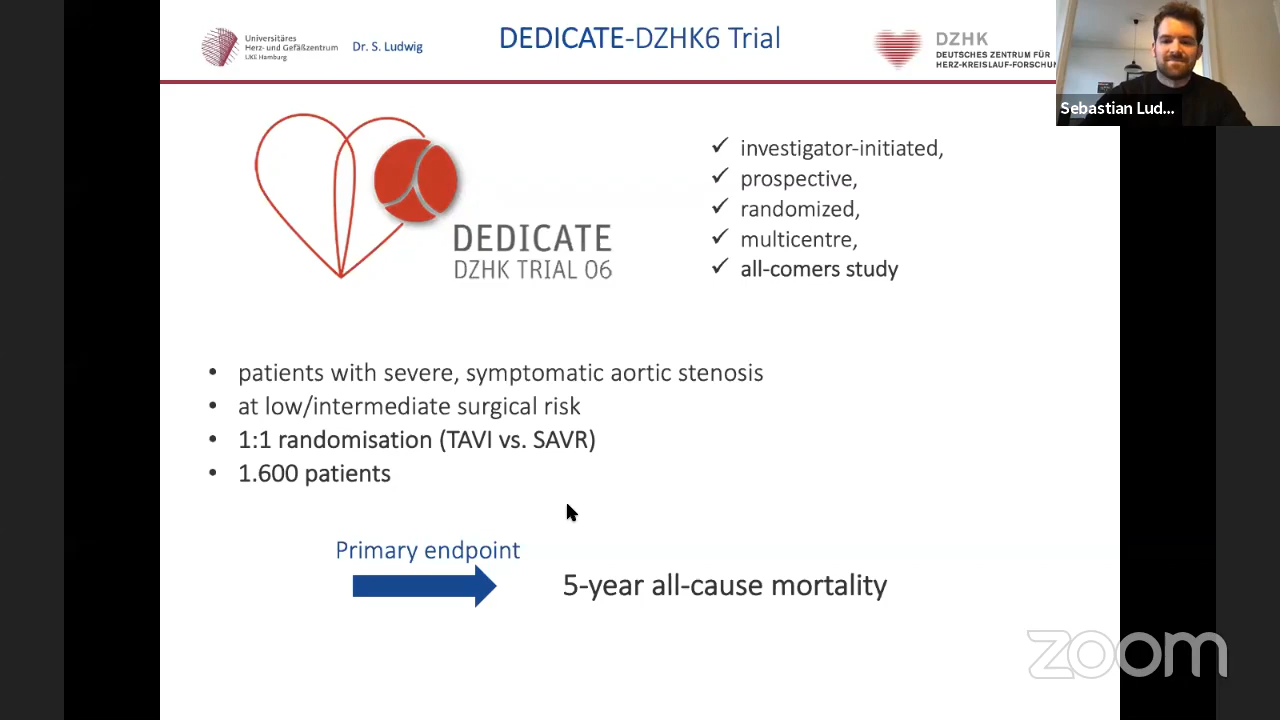 Universitäres
Herz- und Gefäßzentrum
UKE Hamburg
Dr. S. Ludwig
DEDICATE-DZHK6 Trial
DZHK
DEUTSCHES ZENTRUM FÜR
HERZ-KREISLAUF-FORSCHUN
Sebastian Lud...
DEDICATE
DZHK TRIAL 06
✓ investigator-initiated,
✓ prospective,
✓ randomized,
✓ multicentre,
✓ all-comers study
• patients with severe, symptomatic aortic stenosis
• at low/intermediate surgical risk
• 1:1 randomisation (TAVI vs. SAVR)
• 1.600 patients
Primary endpoint
5-year all-cause mortality
zoom